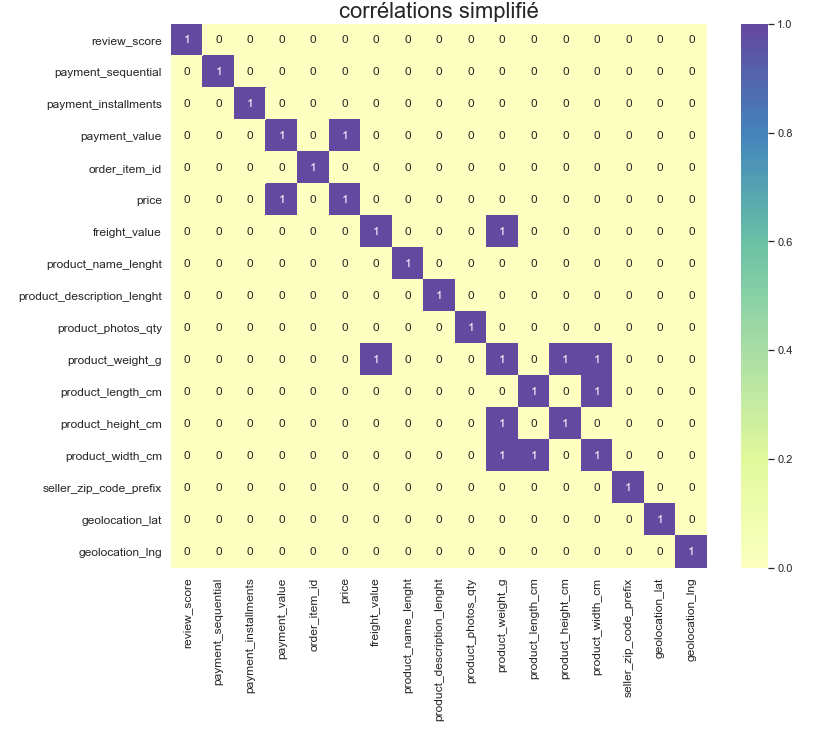 corrélations simplifié
review_score 1 0 0 0 0 0 0 0 0 0 0 0 0 0 0 0 0
payment_sequential 0 1 0 0 0 0 0 0 0 0 0 0 0 0 0 0 0
payment_installments 0 0 1 0 0 0 0 0 0 0 0 0 0 0 0 0 0
payment_value 0 0 0 1 0 1 0 0 0 0 0 0 0 0 0 0 0
order_item_id 0 0 0 0 1 0 0 0 0 0 0 0 0 0 0 0 0
price 0 0 0 1 0 1 0 0 0 0 0 0 0 0 0 0 0
freight_value 0 0 0 0 0 0 1 0 0 0 1 0 0 0 0 0 0
product_name_lenght 0 0 0 0 0 0 0 1 0 0 0 0 0 0 0 0 0
product_description_lenght 0 0 0 0 0 0 0 0 1 0 0 0 0 0 0 0 0
product_photos_qty 0 0 0 0 0 0 0 0 0 1 0 0 0 0 0 0 0
product_weight_g 0 0 0 0 0 0 1 0 0 0 1 0 1 1 0 0 0
product_length_cm 0 0 0 0 0 0 0 0 0 0 0 1 0 1 0 0 0
product_height_cm 0 0 0 0 0 0 0 0 0 0 1 0 1 0 0 0 0
product_width_cm 0 0 0 0 0 0 0 0 0 0 1 1 0 1 0 0 0
seller_zip_code_prefix 0 0 0 0 0 0 0 0 0 0 0 0 0 0 1 0 0
geolocation_lat 0 0 0 0 0 0 0 0 0 0 0 0 0 0 0 1 0
geolocation_lng 0 0 0 0 0 0 0 0 0 0 0 0 0 0 0 0 1
review_score
payment_sequential
payment_installments
payment_value
order_item_id
price
freight_value
product_name_lenght
product_description_lenght
product_photos_qty
product_weight_g
product_length_cm
product_height_cm
product_width_cm
seller_zip_code_prefix
geolocation_lat
geolocation_lng
1.0
0.8
0.6
0.4
0.2
0.0